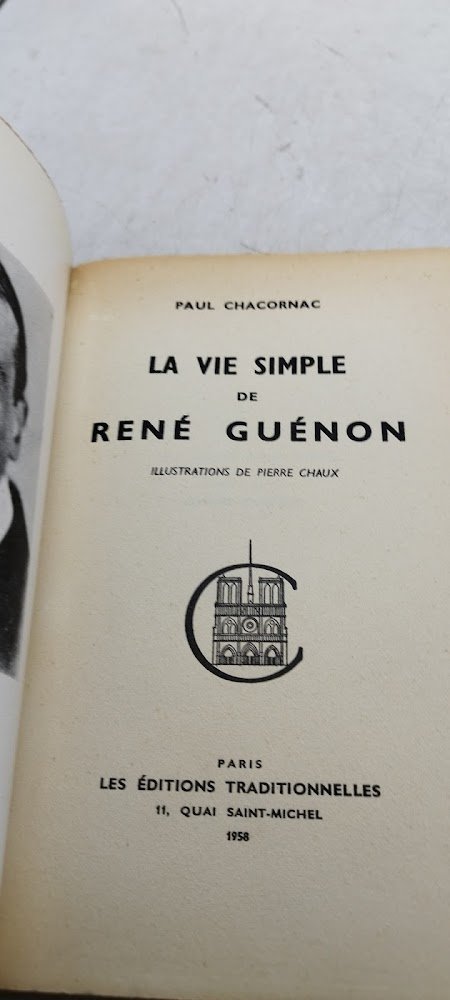 PAUL CHACORNAC
LA VIE SIMPLE
DE
RENÉ GUÉNON
ILLUSTRATIONS DE PIERRE CHAUX
C
PARIS
LES ÉDITIONS TRADITIONNELLES
11, QUAI SAINT-MICHEL
1958